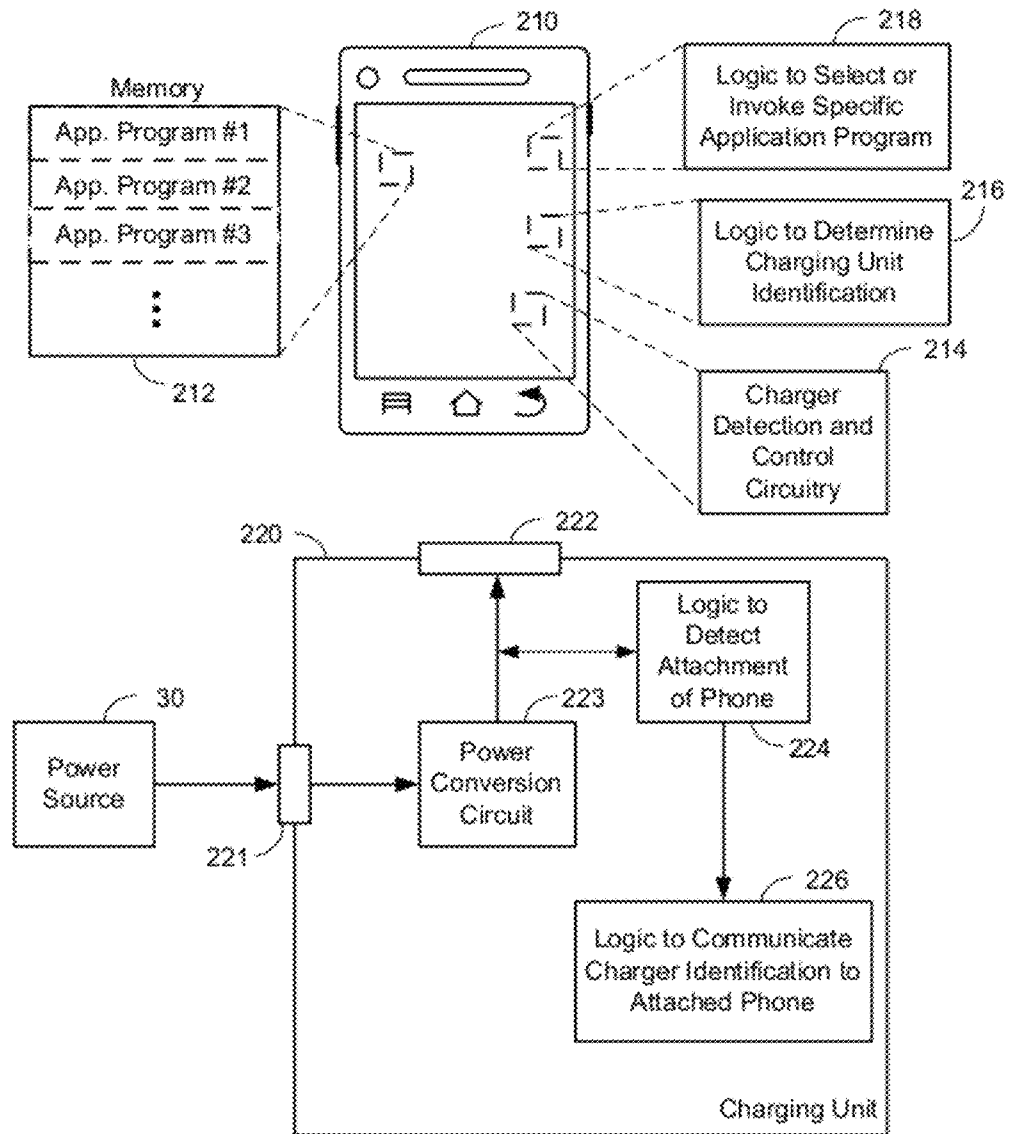 210
218
Memory
App. Program #1
App. Program #2
App. Program #3
212
Logic to Select or
Invoke Specific
Application Program
216
Logic to Determine
Charging Unit
Identification
214
Charger
Detection and
Control
Circuitry
220
222
Logic to
Detect
Attachment
of Phone
224
30
Power
Source
221
223
Power
Conversion
Circuit
226
Logic to Communicate
Charger Identification to
Attached Phone
Charging Unit